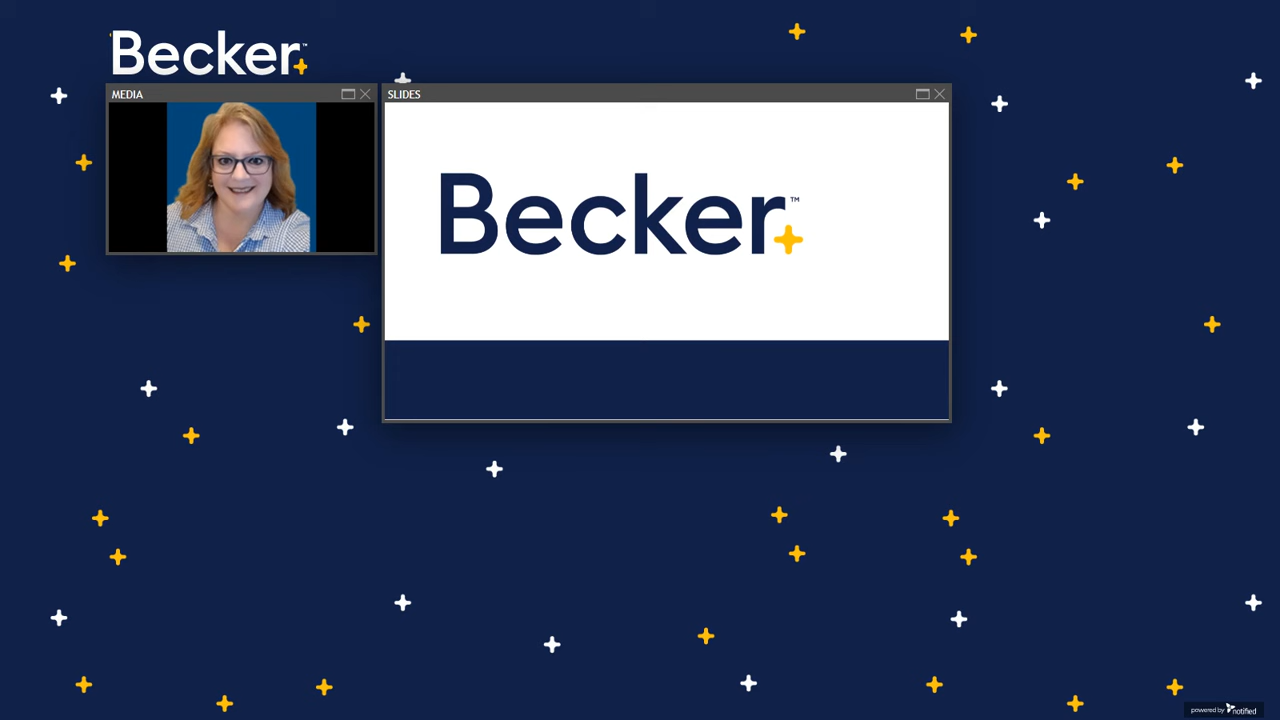 Becker™
MEDIA
SLIDES
Becker™
powered by notified